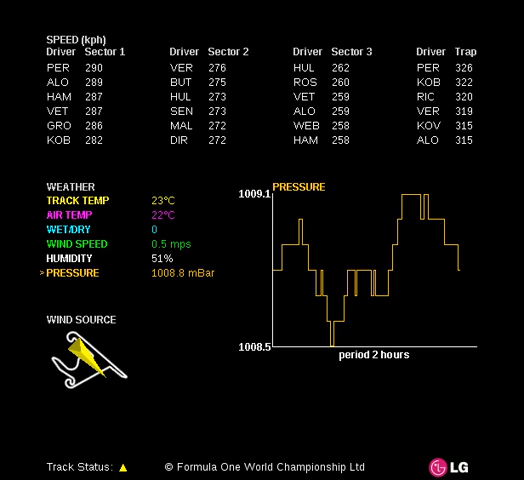 SPEED (kph)
Driver Sector 1 Driver Sector 2 Driver Sector 3 Driver Trap
PER 290 VER 276 HUL 262 PER 326
ALO 289 BUT 275 ROS 260 KOB 322
HAM 287 HUL 273 VET 259 RIC 320
VET 287 SEN 273 ALO 259 VER 319
GRO 286 MAL 272 WEB 258 KOV 315
KOB 282 DIR 272 HAM 258 ALO 315
WEATHER
TRACK TEMP 23°C
AIR TEMP 22°C
WET/DRY 0
WIND SPEED 0.5 mps
HUMIDITY 51%
>PRESSURE 1008.8 mBar
PRESSURE
1009.1
1008.5
period 2 hours
WIND SOURCE
Track Status: © Formula One World Championship Ltd
LG